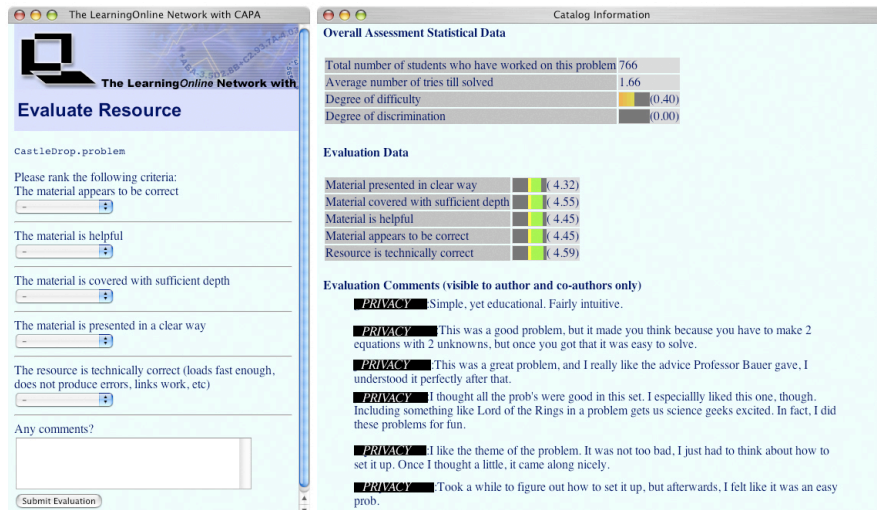 The LearningOnline Network with CAPA
The LearningOnline Network with
Evaluate Resource
CastleDrop.problem
Please rank the following criteria:
The material appears to be correct
-
The material is helpful
-
The material is covered with sufficient depth
-
The material is presented in a clear way
-
The resource is technically correct (loads fast enough,
does not produce errors, links work, etc)
-
Any comments?
Submit Evaluation
Catalog Information
Overall Assessment Statistical Data
Total number of students who have worked on this problem 766
Average number of tries till solved 1.66
Degree of difficulty (0.40)
Degree of discrimination (0.00)
Evaluation Data
Material presented in clear way ( 4.32)
Material covered with sufficient depth ( 4.55)
Material is helpful ( 4.45)
Material appears to be correct ( 4.45)
Resource is technically correct ( 4.59)
Evaluation Comments (visible to author and co-authors only)
PRIVACY :Simple, yet educational. Fairly intuitive.
PRIVACY :This was a good problem, but it made you think because you have to make 2
equations with 2 unknowns, but once you got that it was easy to solve.
PRIVACY :This was a great problem, and I really like the advice Professor Bauer gave, I
understood it perfectly after that.
PRIVACY :I thought all the prob's were good in this set. I especiallly liked this one, though.
Including something like Lord of the Rings in a problem gets us science geeks excited. In fact, I did
these problems for fun.
PRIVACY :I like the theme of the problem. It was not too bad, I just had to think about how to
set it up. Once I thought a little, it came along nicely.
PRIVACY :Took a while to figure out how to set it up, but afterwards, I felt like it was an easy
prob.